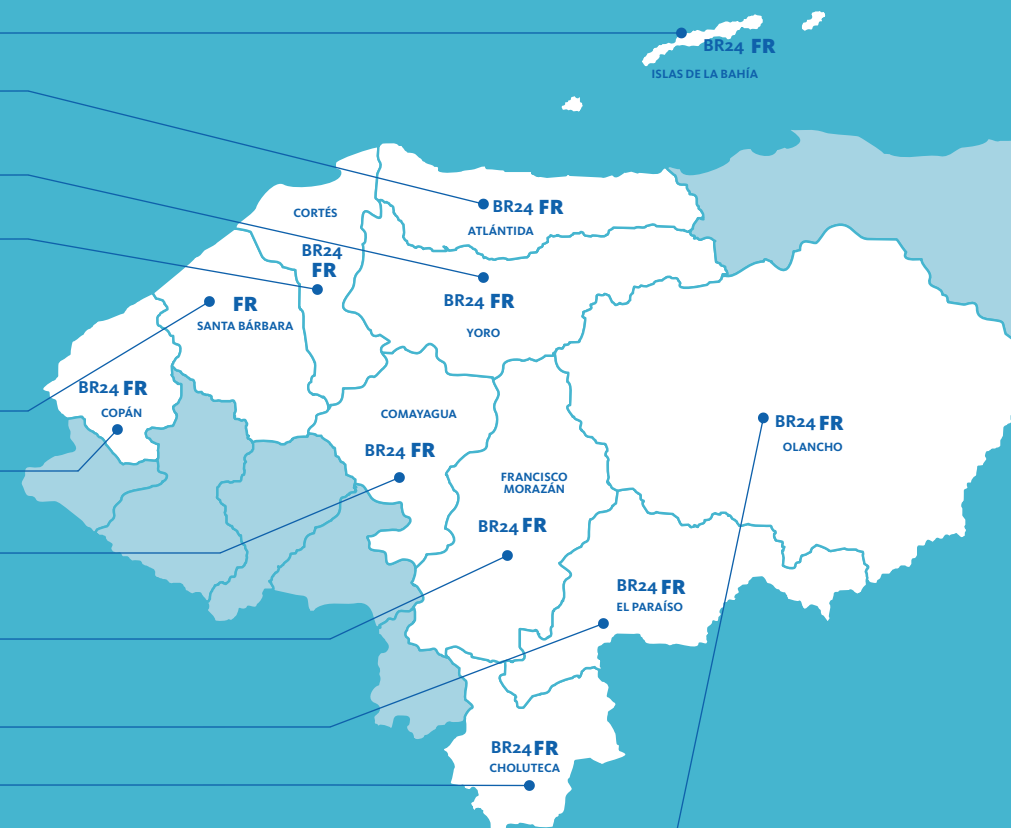 BR24 FR
ISLAS DE LA BAHÍA
CORTÉS
BR24
FR
BR24 FR
ATLÁNTIDA
FR
SANTA BÁRBARA
BR24 FR
YORO
BR24 FR
COPÁN
COMAYAGUA
BR24 FR
BR24 FR
OLANCHO
FRANCISCO
MORAZÁN
BR24 FR
BR24 FR
EL PARAÍSO
BR24 FR
CHOLUTECA